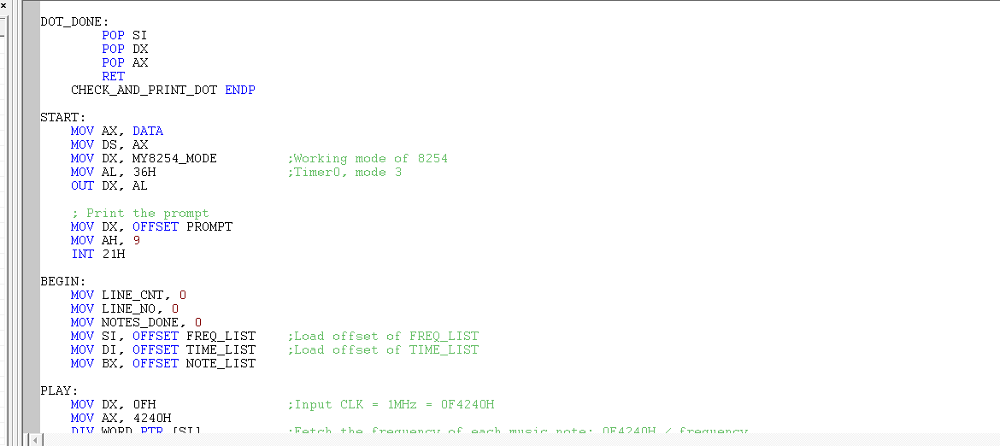 DOT_DONE:
        POP SI
        POP DX
        POP AX
        RET
    CHECK_AND_PRINT_DOT ENDP
START:
    MOV AX, DATA
    MOV DS, AX
    MOV DX, MY8254_MODE         ;Working mode of 8254
    MOV AL, 36H                 ;Timer0, mode 3
    OUT DX, AL
    ; Print the prompt
    MOV DX, OFFSET PROMPT
    MOV AH, 9
    INT 21H
BEGIN:
    MOV LINE_CNT, 0
    MOV LINE_NO, 0
    MOV NOTES_DONE, 0
    MOV SI, OFFSET FREQ_LIST    ;Load offset of FREQ_LIST
    MOV DI, OFFSET TIME_LIST    ;Load offset of TIME_LIST
    MOV BX, OFFSET NOTE_LIST
PLAY:
    MOV DX, 0FH                 ;Input CLK = 1MHz = 0F4240H
    MOV AX, 4240H
    DIV WORD PTR [SI]           ;Fetch the frequency of each music note: 0F4240H / frequency